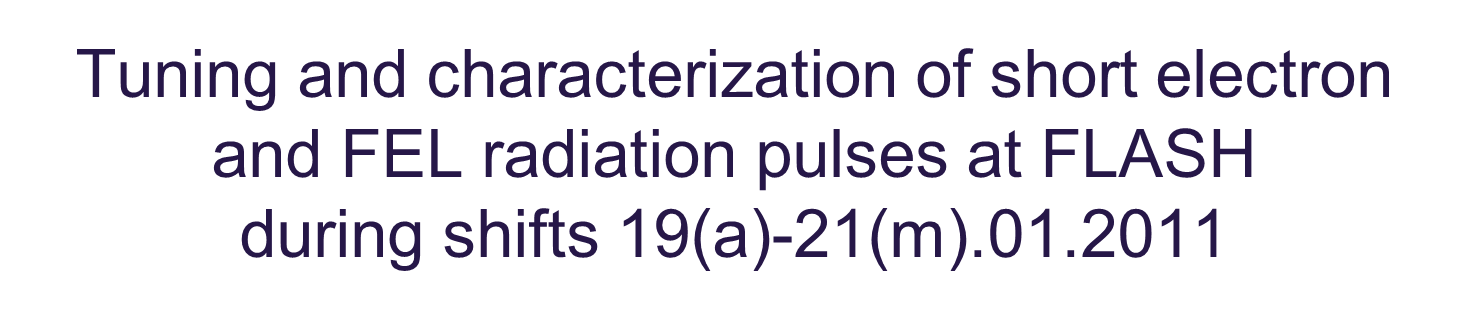 Tuning and characterization of short electron
and FEL radiation pulses at FLASH
during shifts 19(a)-21(m).01.2011